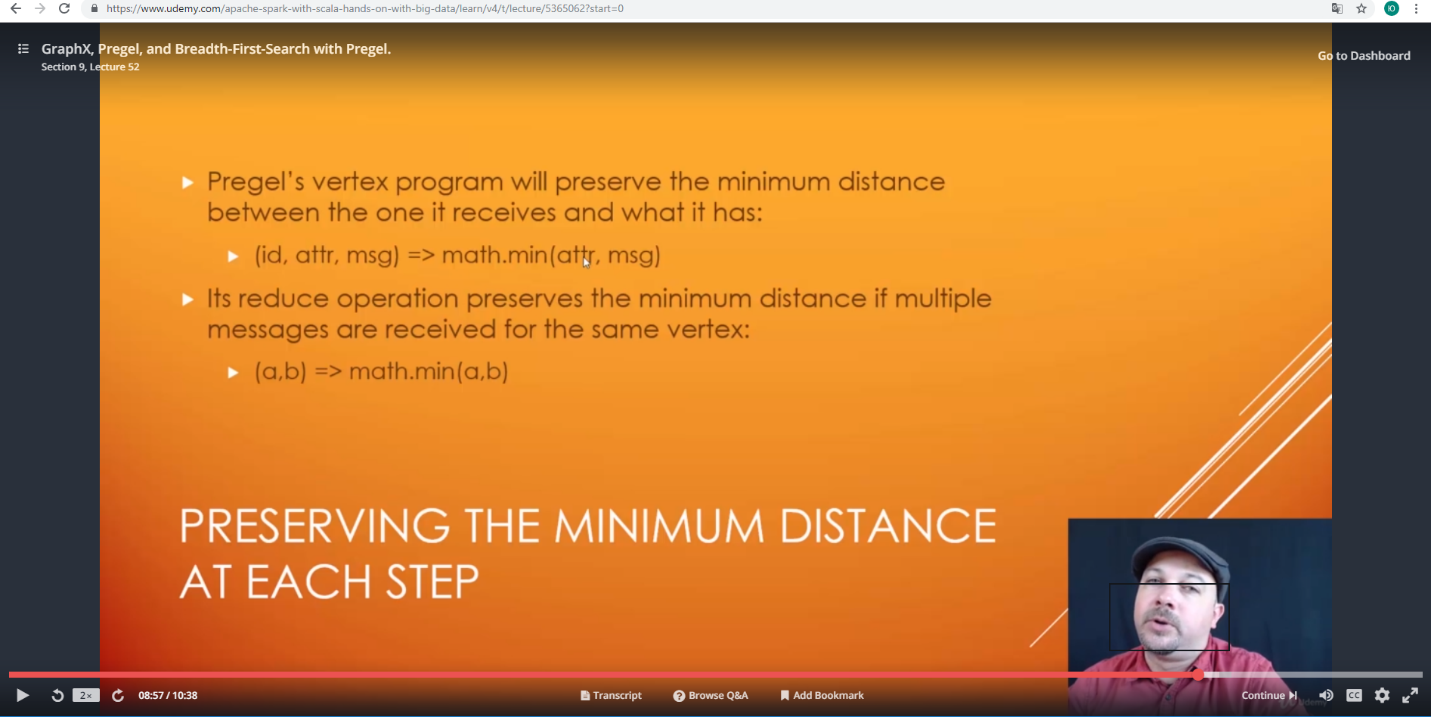 https://www.udemy.com/apache-spark-with-scala-hands-on-with-big-data/learn/v4/t/lecture/5365062?start=0
IO
GraphX, Pregel, and Breadth-First-Search with Pregel.
Section 9, Lecture 52
Go to Dashboard
Pregel's vertex program will preserve the minimum distance
between the one it receives and what it has:
(id, attr, msg) => math.min(attr, msg)
Its reduce operation preserves the minimum distance if multiple
messages are received for the same vertex:
(a,b) => math.min(a,b)
PRESERVING THE MINIMUM DISTANCE
AT EACH STEP
2×
08:57 / 10:38
Transcript
Browse Q&A
Add Bookmark
Continue
CC
Udemy